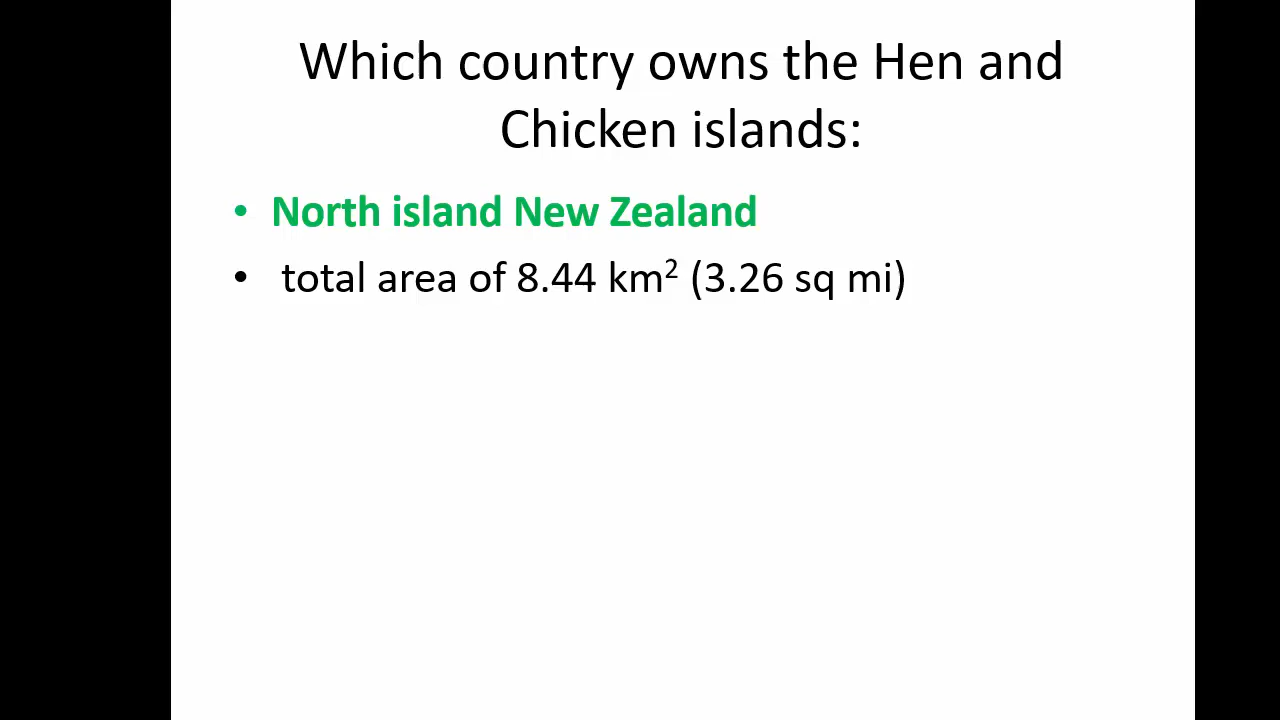 Which country owns the Hen and
Chicken islands:
• North island New Zealand
• total area of 8.44 km² (3.26 sq mi)